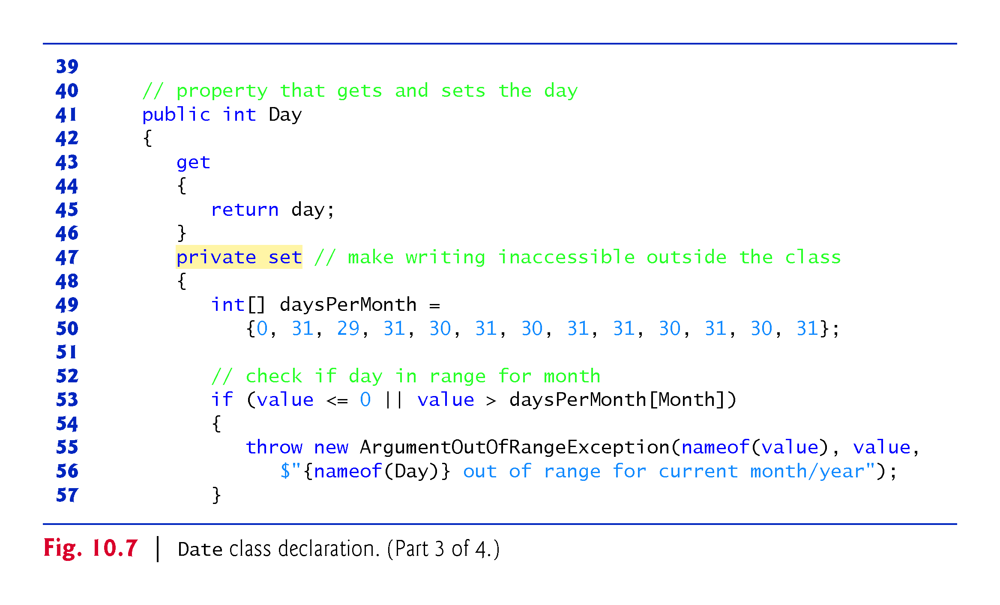 39
40 // property that gets and sets the day
41 public int Day
42 {
43    get
44    {
45       return day;
46    }
47    private set // make writing inaccessible outside the class
48    {
49       int[] daysPerMonth =
50          {0, 31, 29, 31, 30, 31, 30, 31, 31, 30, 31, 30, 31};
51
52       // check if day in range for month
53       if (value <= 0 || value > daysPerMonth[Month])
54       {
55          throw new ArgumentOutOfRangeException(nameof(value), value,
56             $"{nameof(Day)} out of range for current month/year");
57       }
Fig. 10.7 | Date class declaration. (Part 3 of 4.)